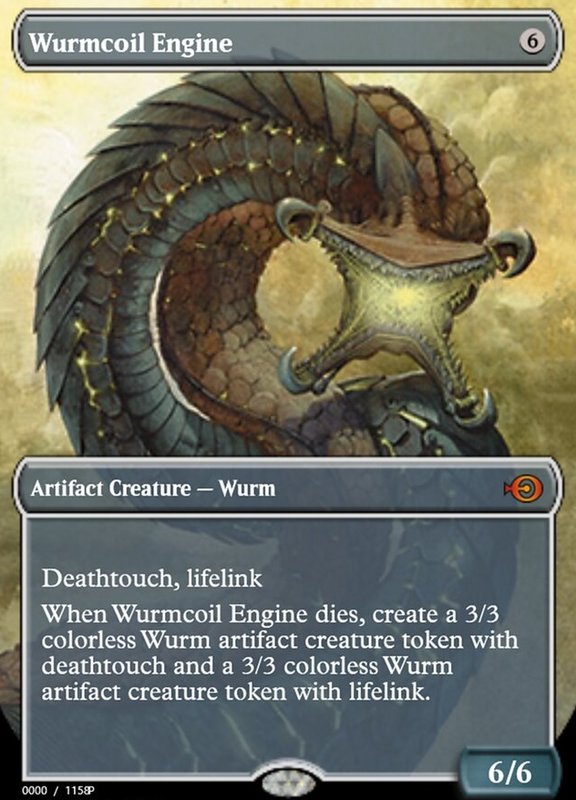 Wurmcoil Engine 6
Artifact Creature — Wurm
Deathtouch, lifelink
When Wurmcoil Engine dies, create a 3/3
colorless Wurm artifact creature token with
deathtouch and a 3/3 colorless Wurm
artifact creature token with lifelink.
6/6
0000 / 1158P